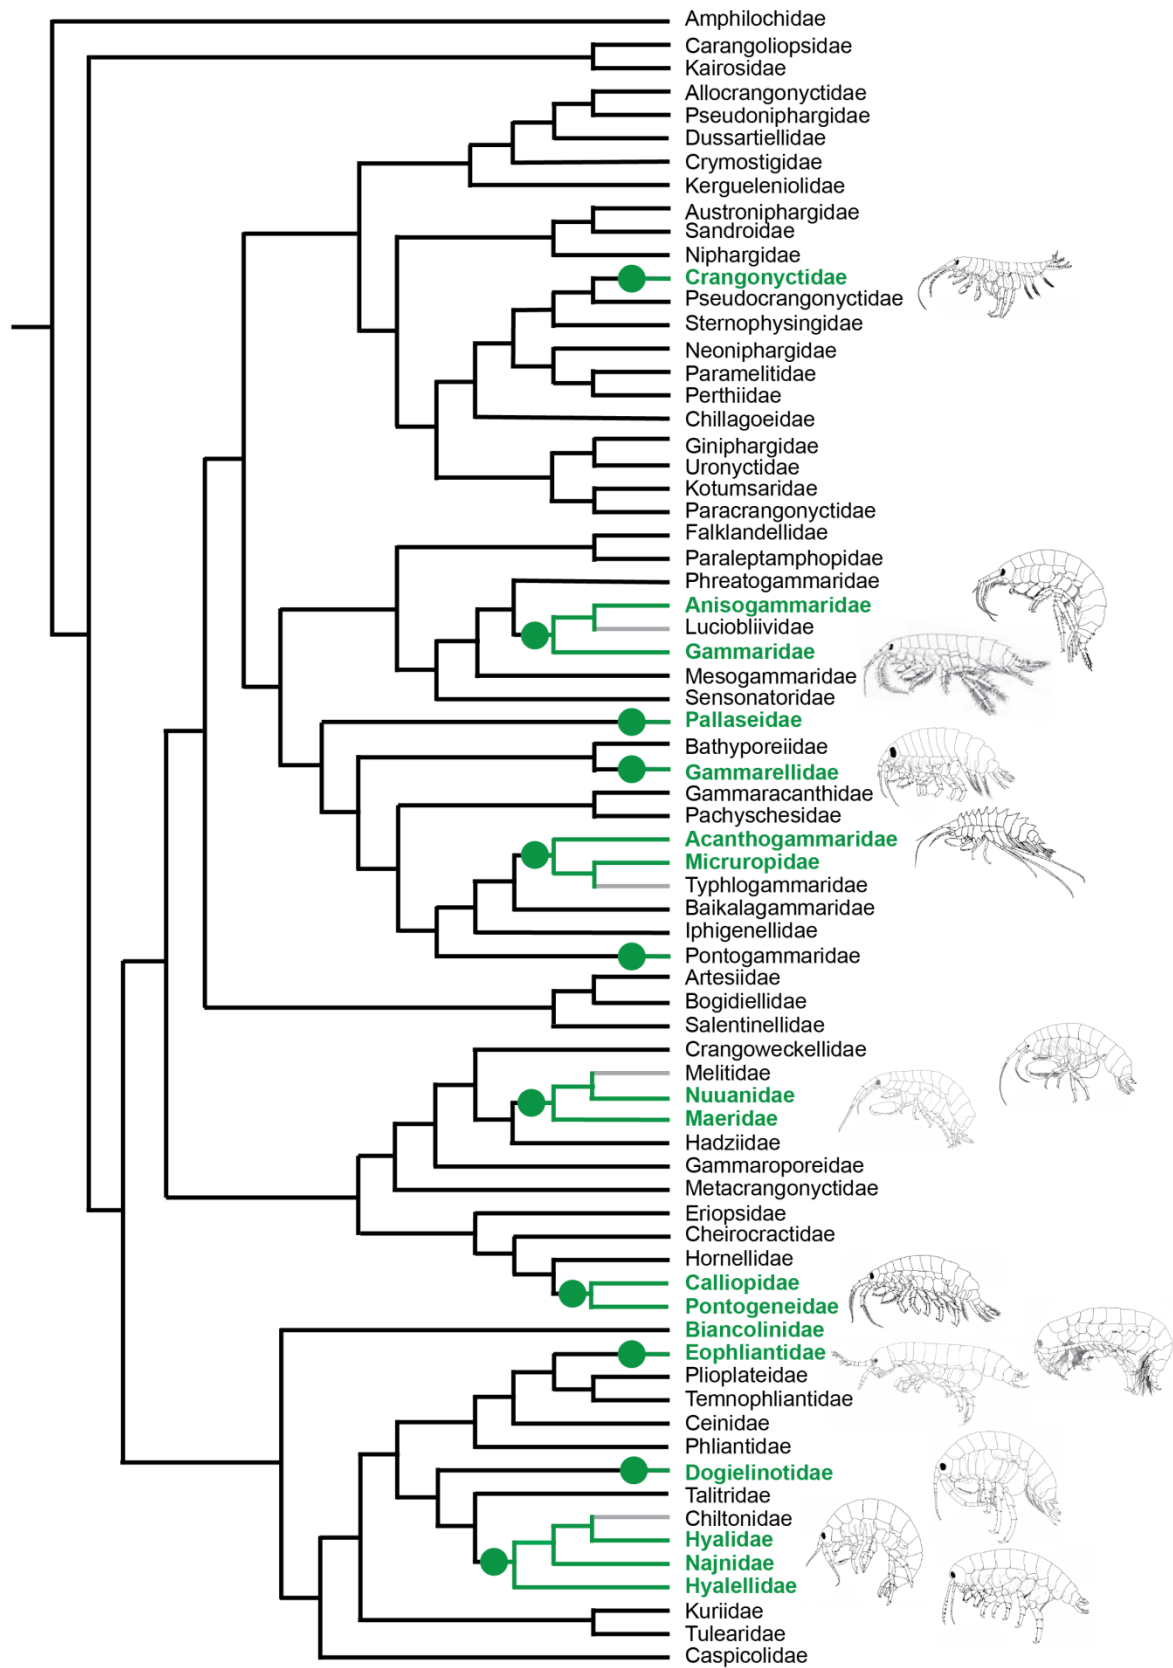 Amphilochidae
Carangoliopsidae
Kairosidae
Allocrangonyctidae
Pseudoniphargidae
Dussartiellidae
Crymostigidae
Kergueleniolidae
Austroniphargidae
Sandroidae
Niphargidae
Crangonyctidae
Pseudocrangonyctidae
Sternophysingidae
Neoniphargidae
Paramelitidae
Perthiidae
Chillagoeidae
Giniphargidae
Uronyctidae
Kotumsaridae
Paracrangonyctidae
Falklandellidae
Paraleptamphopidae
Phreatogammaridae
Anisogammaridae
Luciobliividae
Gammaridae
Mesogammaridae
Sensonatoridae
Pallaseidae
Bathyporeiidae
Gammarellidae
Gammaracanthidae
Pachyschesidae
Acanthogammaridae
Micruropidae
Typhlogammaridae
Baikalagammaridae
Iphigenellidae
Pontogammaridae
Artesiidae
Bogidiellidae
Salentinellidae
Crangoweckellidae
Melitidae
Nuuanidae
Maeridae
Hadziidae
Gammaroporeidae
Metacrangonyctidae
Eriopsidae
Cheirocractidae
Hornellidae
Calliopidae
Pontogeneidae
Biancolinidae
Eophliantidae
Plioplateidae
Temnophliantidae
Ceinidae
Phliantidae
Dogielinotidae
Talitridae
Chiltonidae
Hyalidae
Najnidae
Hyalellidae
Kuriidae
Tulearidae
Caspicolidae